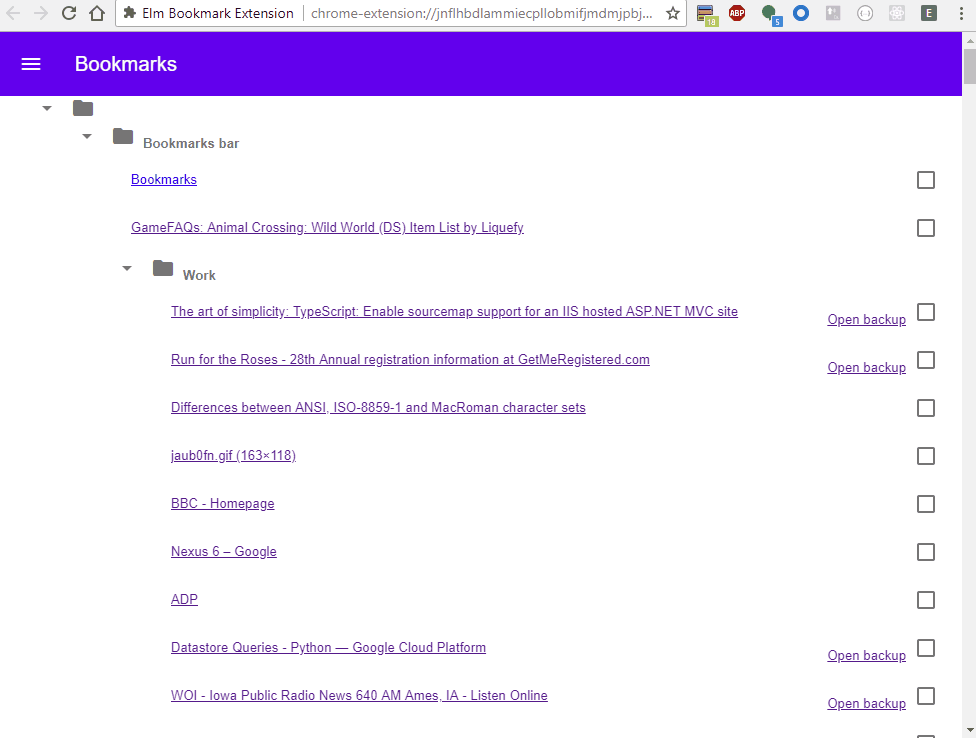 Elm Bookmark Extension chrome-extension://jnflhbdlammiecpllobmifjmdmjpbj...
18 ABP 5 E
Bookmarks
Bookmarks bar
Bookmarks
GameFAQs: Animal Crossing: Wild World (DS) Item List by Liquefy
Work
The art of simplicity: TypeScript: Enable sourcemap support for an IIS hosted ASP.NET MVC site Open backup
Run for the Roses - 28th Annual registration information at GetMeRegistered.com Open backup
Differences between ANSI, ISO-8859-1 and MacRoman character sets
jaub0fn.gif (163×118)
BBC - Homepage
Nexus 6 – Google
ADP
Datastore Queries - Python — Google Cloud Platform Open backup
WOI - Iowa Public Radio News 640 AM Ames, IA - Listen Online Open backup